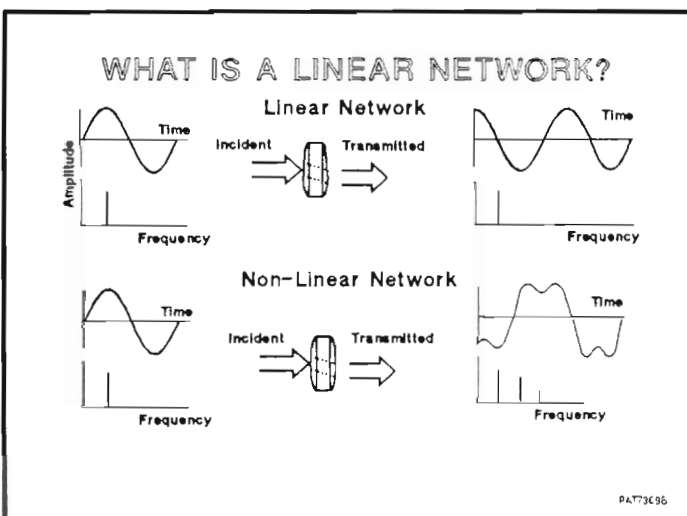 WHAT IS A LINEAR NETWORK?
Linear Network
Amplitude
Time
Frequency
Incident
Transmitted
Time
Frequency
Non-Linear Network
Time
Frequency
Incident
Transmitted
Time
Frequency